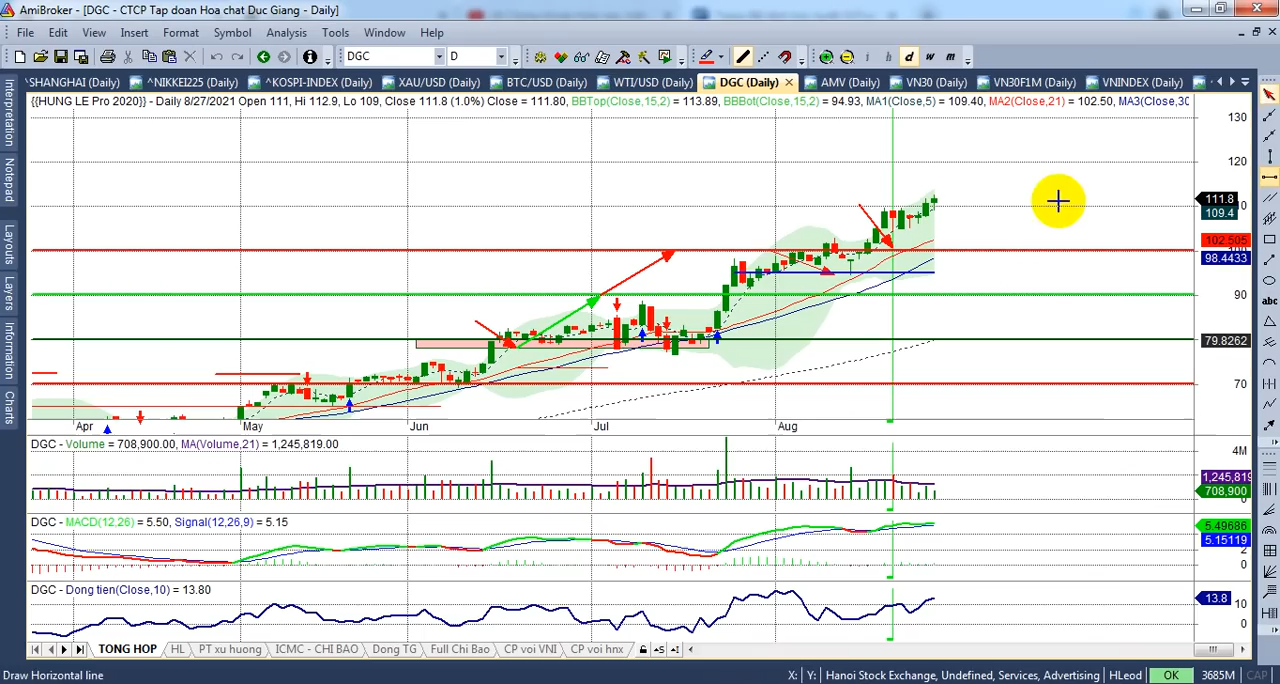 AmiBroker - [DGC - CTCP Tap doan Hoa chat Duc Giang - Daily]
File Edit View Insert Format Symbol Analysis Tools Window Help
DGC D i h d w m
^SHANGHAI (Daily) ^NIKKEI225 (Daily) ^KOSPI-INDEX (Daily) XAU/USD (Daily) BTC/USD (Daily) WTI/USD (Daily) DGC (Daily) AMV (Daily) VN30 (Daily) VN30F1M (Daily) VNINDEX (Daily)
{{HUNG LE Pro 2020}} - Daily 8/27/2021 Open 111, Hi 112.9, Lo 109, Close 111.8 (1.0%) Close = 111.80, BBTop(Close,15,2) = 113.89, BBBot(Close,15,2) = 94.93, MA1(Close,5) = 109.40, MA2(Close,21) = 102.50, MA3(Close,30
Interpretation
Notepad
Layouts
Layers
Information
Charts
abc
130
120
111.8
109.4
102.505
98.4433
90
79.8262
70
Apr May Jun Jul Aug
DGC - Volume = 708,900.00, MA(Volume,21) = 1,245,819.00
4M
1,245,819
708,900
DGC - MACD(12,26) = 5.50, Signal(12,26,9) = 5.15
5.49686
5.15119
2
0
DGC - Dong tien(Close,10) = 13.80
13.8
10
0
TONG HOP HL PT xu huong ICMC - CHI BAO Dong TG Full Chi Bao CP voi VNI CP voi hnx
Draw Horizontal line X: Y: Hanoi Stock Exchange, Undefined, Services, Advertising HLeod OK 3685M CAP